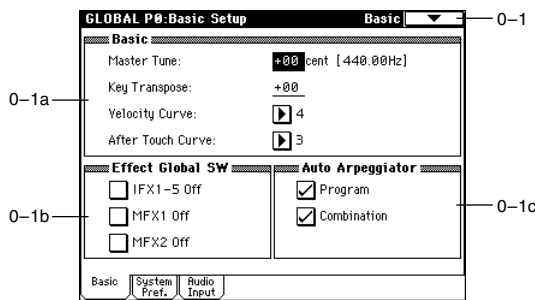 GLOBAL P0:Basic Setup Basic
0–1
Basic
Master Tune: +00 cent [440.00Hz]
Key Transpose: +00
0–1a
Velocity Curve: 4
After Touch Curve: 3
Effect Global SW
Auto Arpeggiator
IFX1-5 Off
Program
0–1b
MFX1 Off
Combination
0–1c
MFX2 Off
Basic
System Pref.
Audio Input